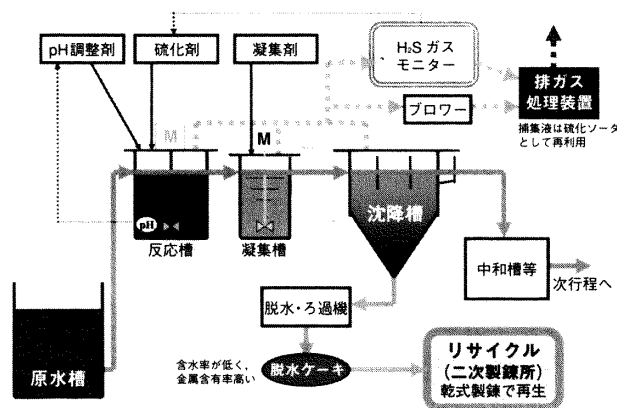 pH調整剤
硫化剤
凝集剤
H₂Sガス
モニター
ブロワー
排ガス
処理装置
捕集液は硫化ソーダ
として再利用
M
M
pH
反応槽
凝集槽
沈降槽
中和槽等
次行程へ
原水槽
脱水・ろ過機
含水率が低く、
金属含有率高い
脱水ケーキ
リサイクル
(二次製錬所)
乾式製錬で再生